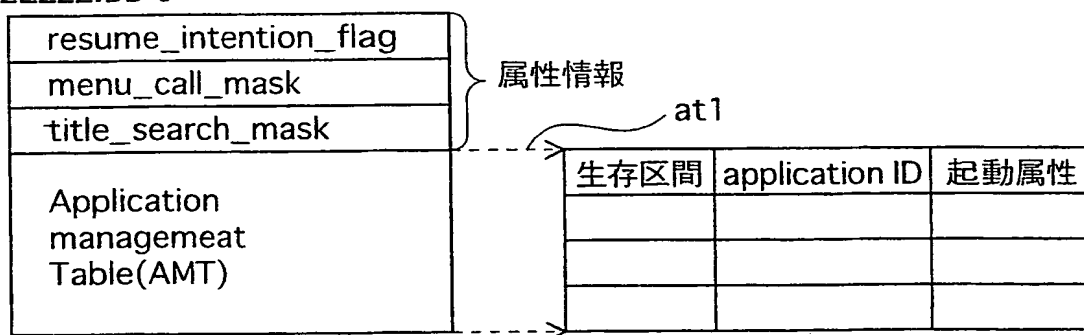 resume_intention_flag
menu_call_mask
title_search_mask
属性情報
at1
Application
managemeat
Table(AMT)
生存区間 application ID 起動属性